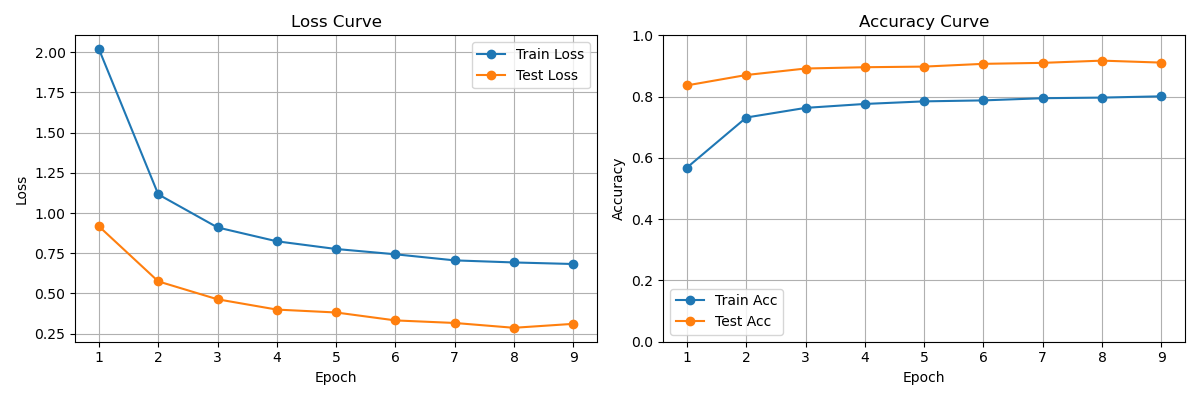 Loss Curve
2.00
1.75
1.50
1.25
1.00
0.75
0.50
0.25
Loss
Train Loss
Test Loss
1 2 3 4 5 6 7 8 9
Epoch
Accuracy Curve
1.0
0.8
0.6
0.4
0.2
0.0
Accuracy
Train Acc
Test Acc
1 2 3 4 5 6 7 8 9
Epoch